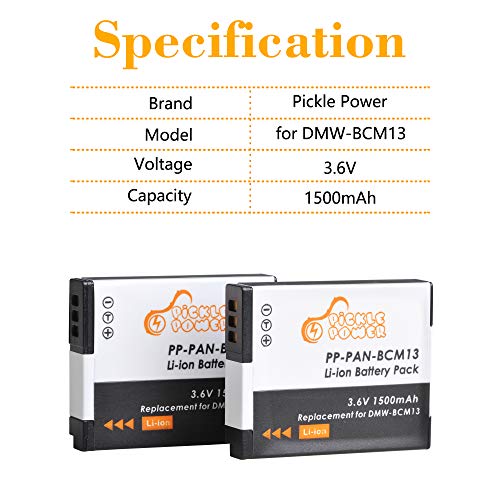 Specification
Brand Pickle Power
Model for DMW-BCM13
Voltage 3.6V
Capacity 1500mAh
PICKLE
POWER
PP-PAN-B
Li-ion Batte
3.6V 15
Replacement for DM
Li-ion
PICKLE
POWER
PP-PAN-BCM13
Li-ion Battery Pack
3.6V 1500mAh
Replacement for DMW-BCM13
Li-ion